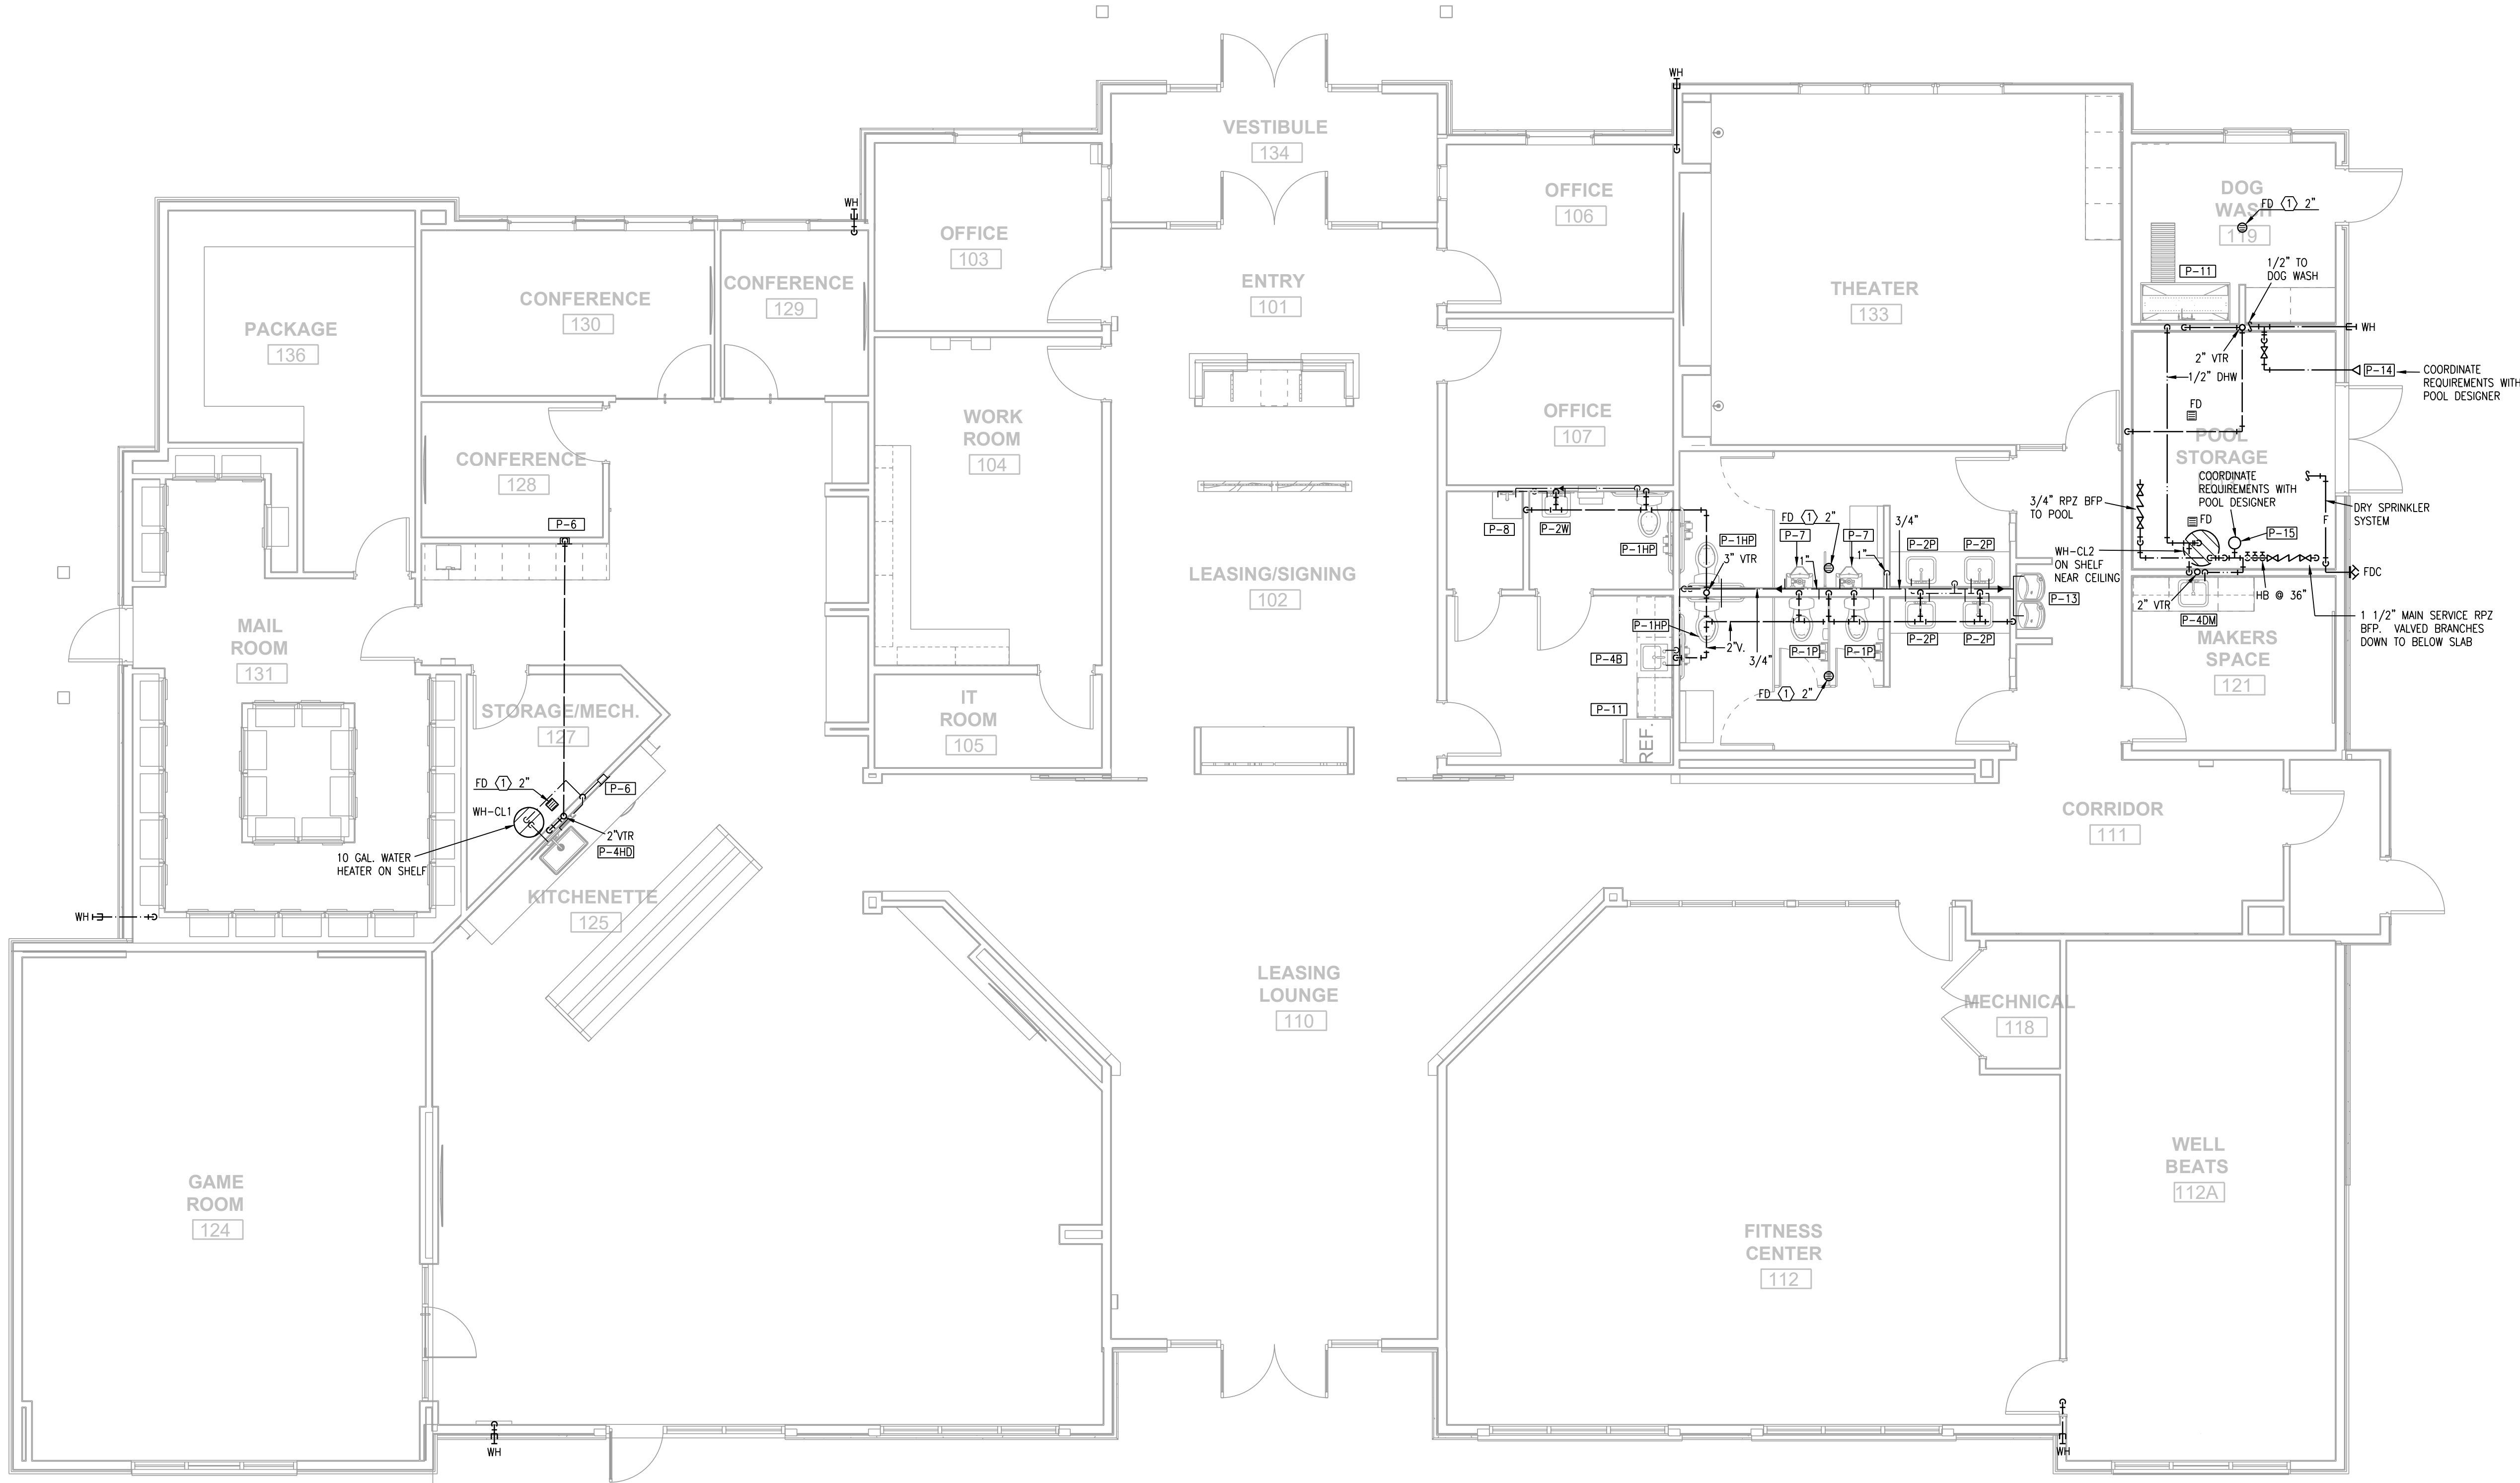 WH
VESTIBULE
134
WH
OFFICE
103
OFFICE
106
DOG
WASH
119
FD 1 2"
P-11
1/2" TO
DOG WASH
WH
CONFERENCE
130
CONFERENCE
129
ENTRY
101
THEATER
133
PACKAGE
136
2" VTR
1/2" DHW
P-14
COORDINATE
REQUIREMENTS WITH
POOL DESIGNER
WORK
ROOM
104
OFFICE
107
FD
POOL
STORAGE
CONFERENCE
128
COORDINATE
REQUIREMENTS WITH
POOL DESIGNER
3/4" RPZ BFP
TO POOL
FD
F
DRY SPRINKLER
SYSTEM
P-15
P-6
P-8
P-2W
P-1HP
P-1HP
3" VTR
P-7
1"
FD 1 2"
P-7
1"
3/4"
P-2P
P-2P
WH-CL2
ON SHELF
NEAR CEILING
FDC
LEASING/SIGNING
102
P-13
2" VTR
HB @ 36"
P-4DM
1 1/2" MAIN SERVICE RPZ
BFP. VALVED BRANCHES
DOWN TO BELOW SLAB
MAIL
ROOM
131
P-1HP
2"V.
3/4"
P-1P
P-1P
P-2P
P-2P
MAKERS
SPACE
121
P-4B
P-11
FD 1 2"
REF.
IT
ROOM
105
STORAGE/MECH.
127
FD 1 2"
P-6
WH-CL1
2"VTR
P-4HD
10 GAL. WATER
HEATER ON SHELF
CORRIDOR
111
KITCHENETTE
125
WH
LEASING
LOUNGE
110
MECHNICAL
118
WELL
BEATS
112A
GAME
ROOM
124
FITNESS
CENTER
112
WH
WH